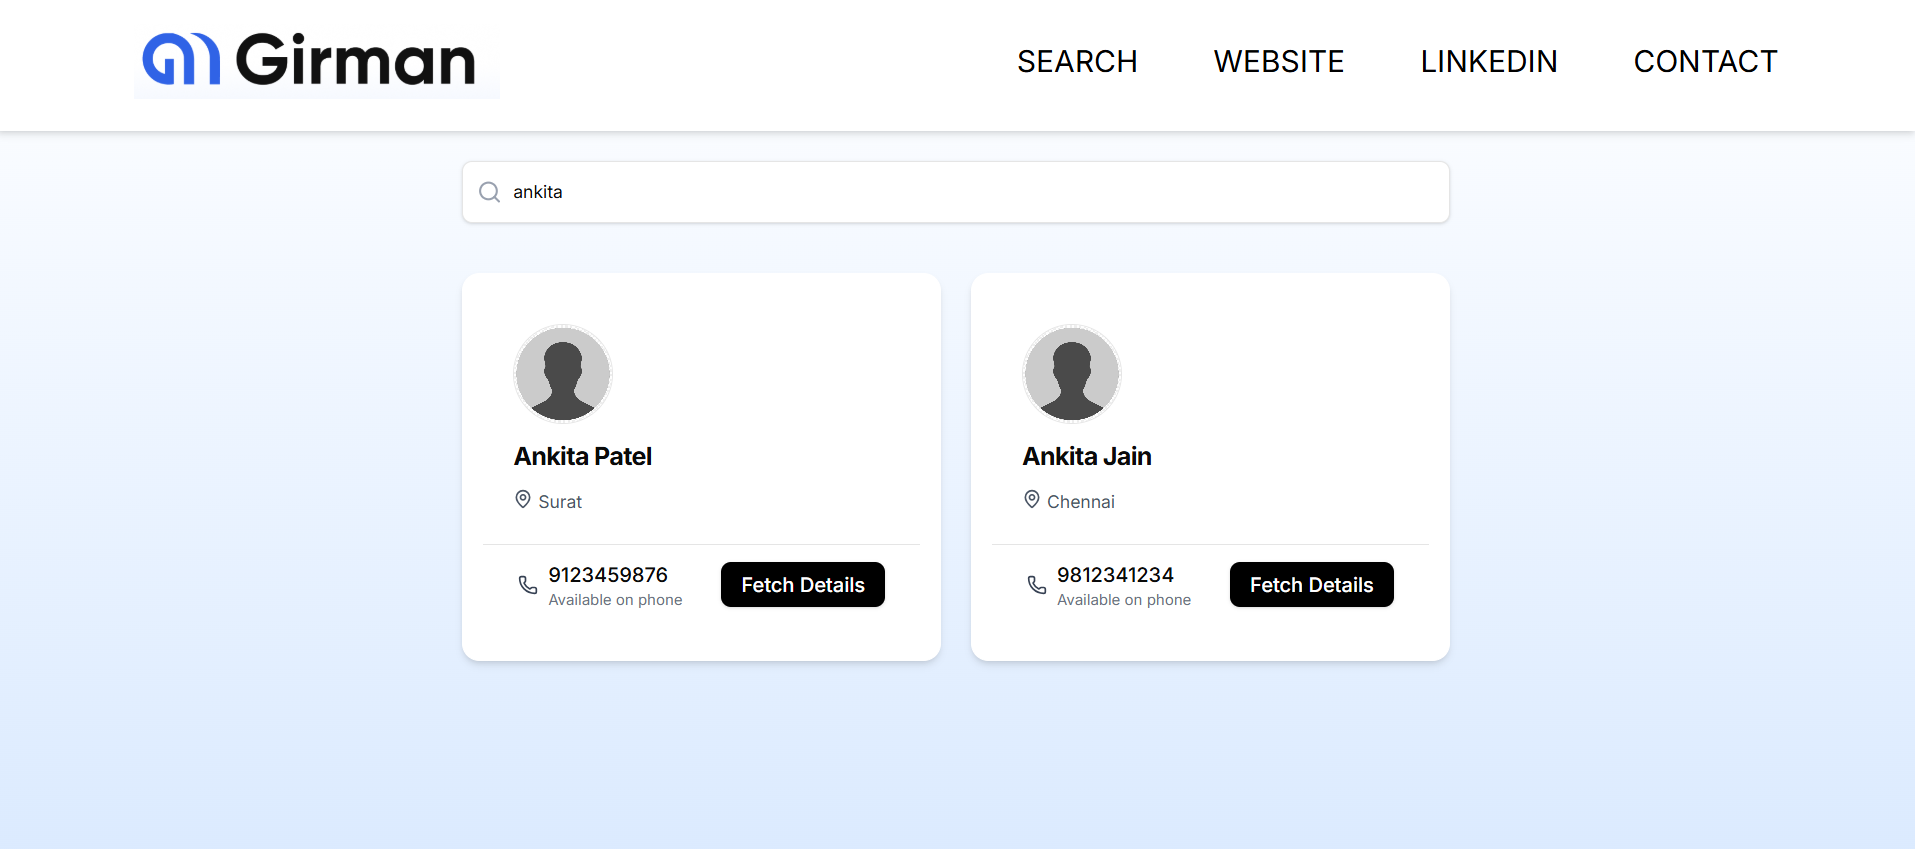 Girman
SEARCH WEBSITE LINKEDIN CONTACT
ankita
Ankita Patel
Surat
9123459876
Available on phone
Fetch Details
Ankita Jain
Chennai
9812341234
Available on phone
Fetch Details